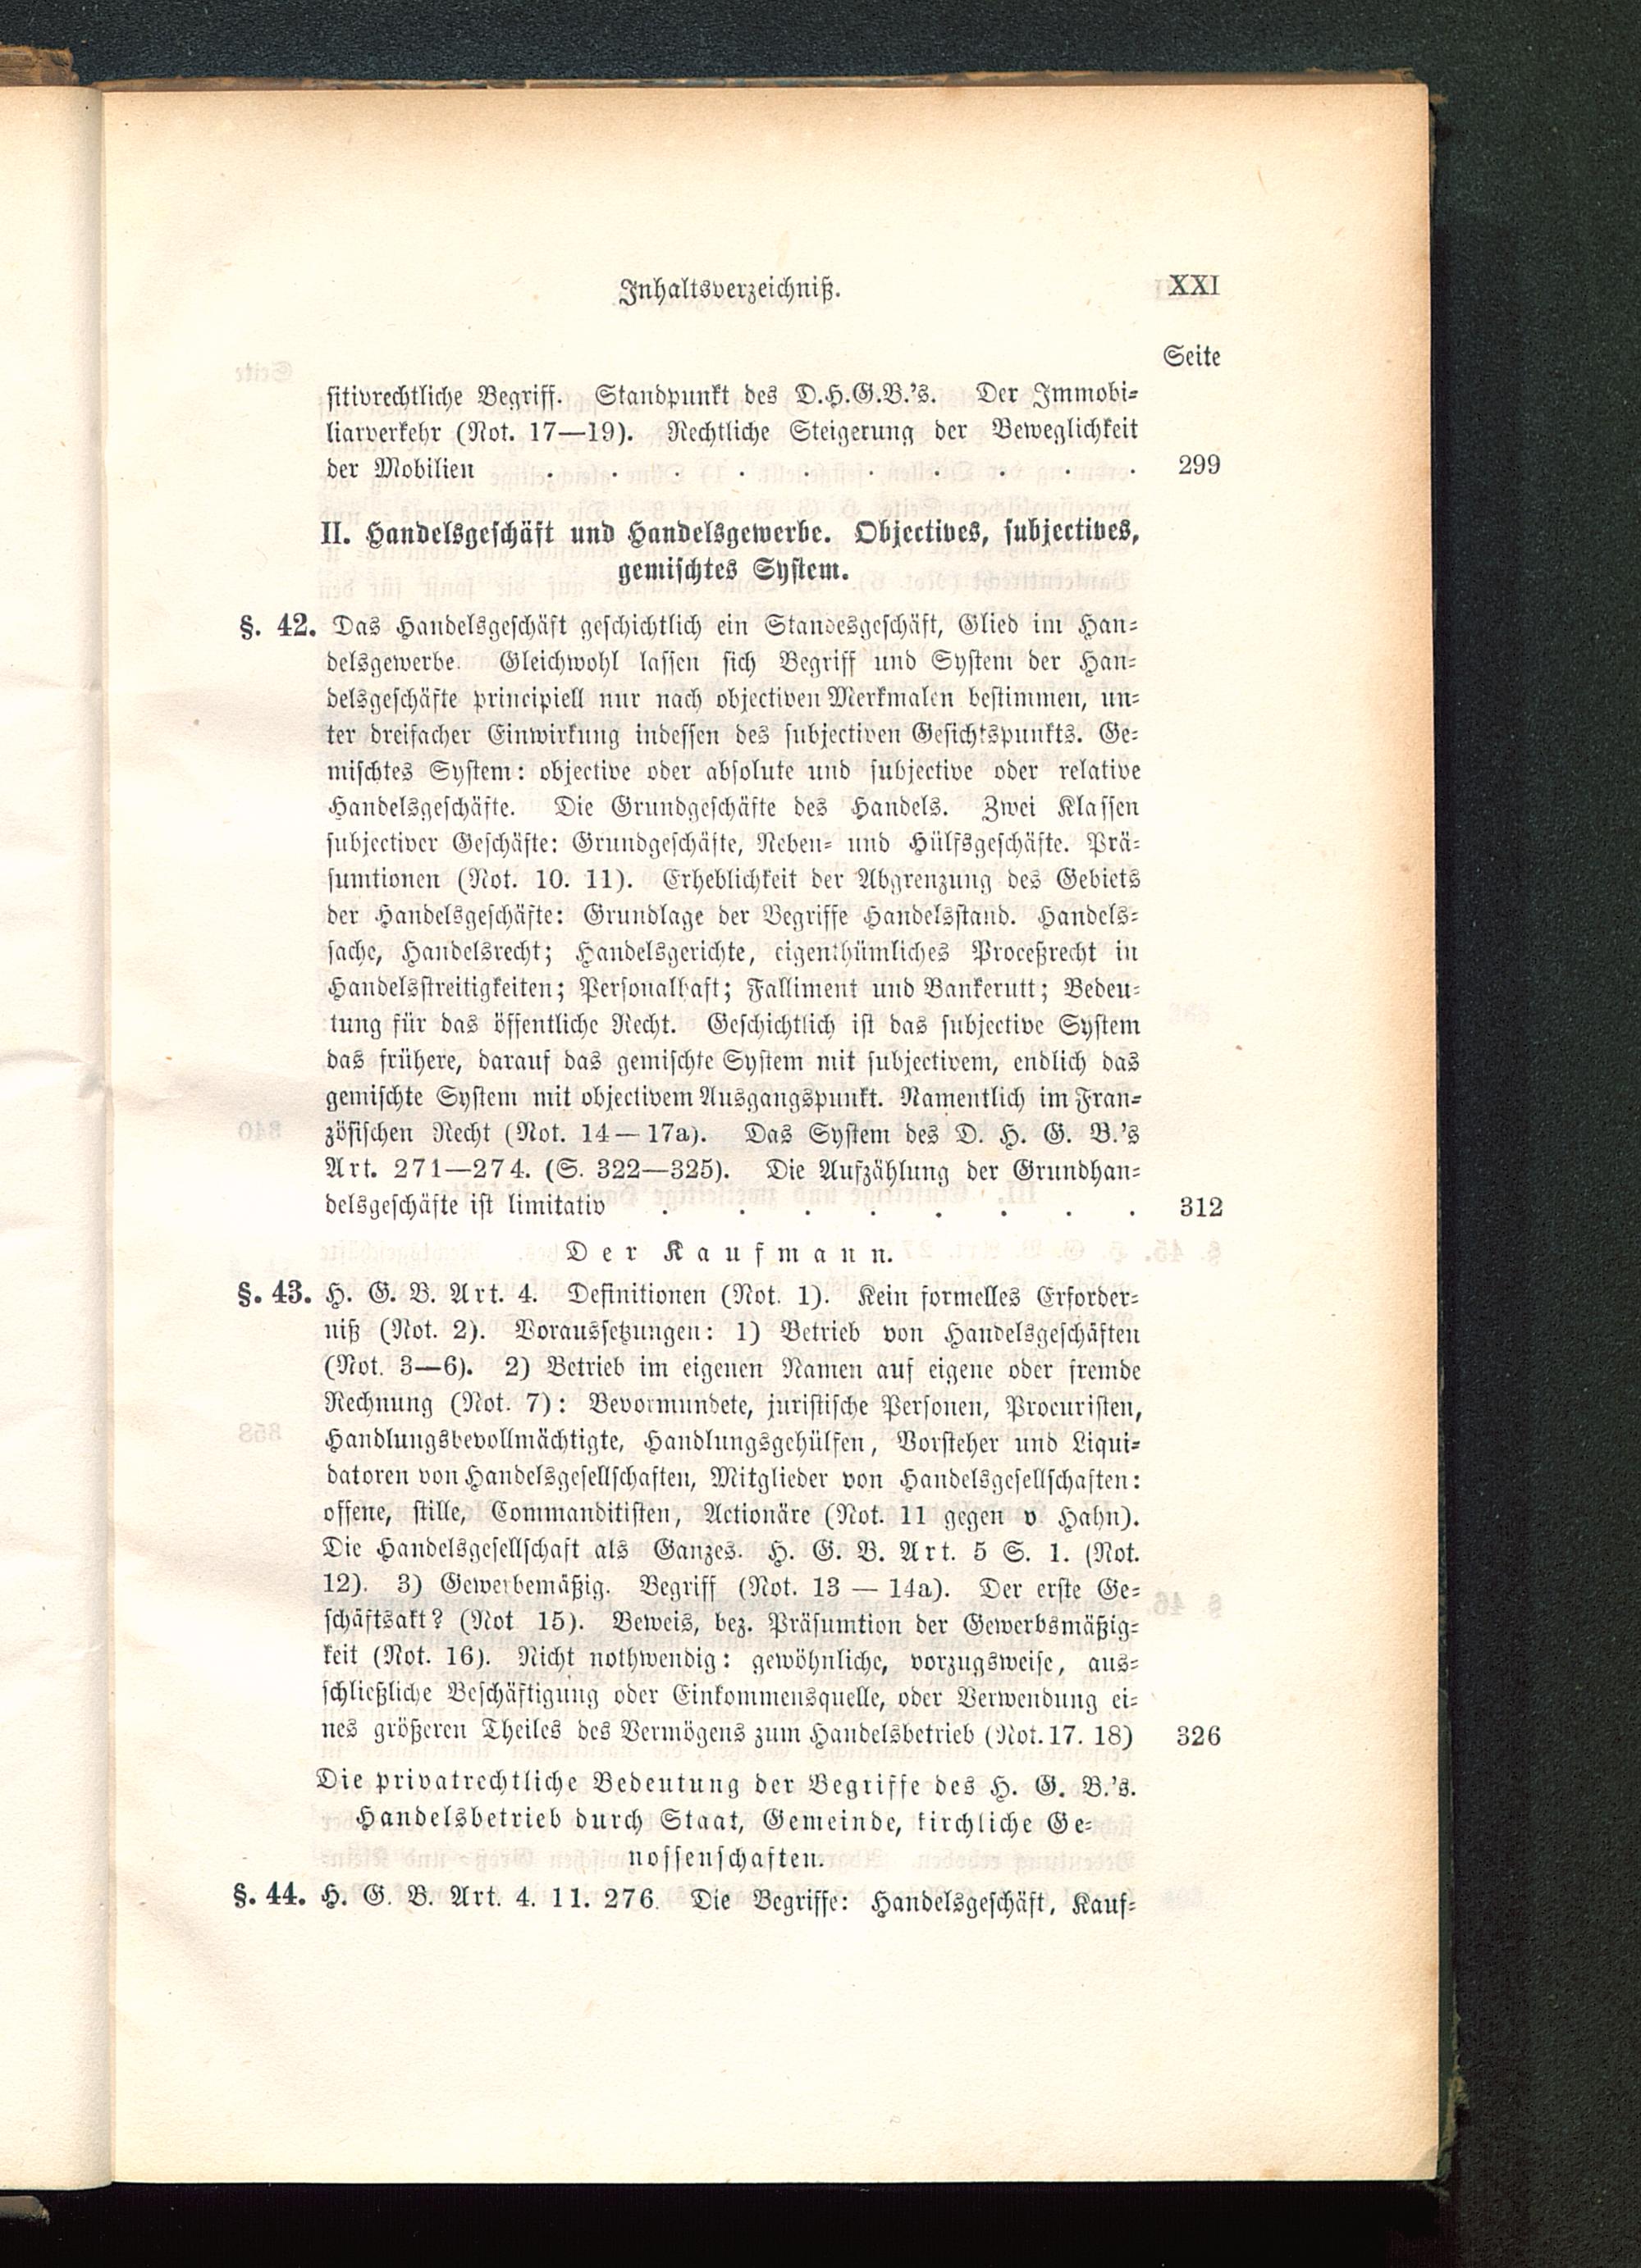 Inhaltsverzeichniß. XXI
Seite
sitivrechtliche Begriff. Standpunkt des D.H.G.B.'s. Der Immobi-
liarverkehr (Not. 17—19). Rechtliche Steigerung der Beweglichkeit
der Mobilien . . . . . . . . . . 299
II. Handelsgeschäft und Handelsgewerbe. Objectives, subjectives,
gemischtes System.
§. 42. Das Handelsgeschäft geschichtlich ein Standesgeschäft, Glied im Han-
delsgewerbe. Gleichwohl lassen sich Begriff und System der Han-
delsgeschäfte principiell nur nach objectiven Merkmalen bestimmen, un-
ter dreifacher Einwirkung indessen des subjectiven Gesichtspunkts. Ge-
mischtes System: objective oder absolute und subjective oder relative
Handelsgeschäfte. Die Grundgeschäfte des Handels. Zwei Klassen
subjectiver Geschäfte: Grundgeschäfte, Neben- und Hülfsgeschäfte. Prä-
sumtionen (Not. 10. 11). Erheblichkeit der Abgrenzung des Gebiets
der Handelsgeschäfte: Grundlage der Begriffe Handelsstand. Handels-
sache, Handelsrecht; Handelsgerichte, eigenthümliches Proceßrecht in
Handelsstreitigkeiten; Personalhaft; Falliment und Bankerutt; Bedeu-
tung für das öffentliche Recht. Geschichtlich ist das subjective System
das frühere, darauf das gemischte System mit subjectivem, endlich das
gemischte System mit objectivem Ausgangspunkt. Namentlich im Fran-
zösischen Recht (Not. 14—17a). Das System des D. H. G. B.'s
Art. 271—274. (S. 322—325). Die Aufzählung der Grundhan-
delsgeschäfte ist limitativ . . . . . . . . 312
Der Kaufmann.
§. 43. H. G. B. Art. 4. Definitionen (Not. 1). Kein formelles Erforder-
niß (Not. 2). Voraussetzungen: 1) Betrieb von Handelsgeschäften
(Not. 3—6). 2) Betrieb im eigenen Namen auf eigene oder fremde
Rechnung (Not. 7): Bevormundete, juristische Personen, Procuristen,
Handlungsbevollmächtigte, Handlungsgehülfen, Vorsteher und Liqui-
datoren von Handelsgesellschaften, Mitglieder von Handelsgesellschaften:
offene, stille, Commanditisten, Actionäre (Not. 11 gegen v Hahn).
Die Handelsgesellschaft als Ganzes. H. G. B. Art. 5 S. 1. (Not.
12). 3) Gewerbemäßig. Begriff (Not. 13 — 14a). Der erste Ge-
schäftsakt? (Not 15). Beweis, bez. Präsumtion der Gewerbsmäßig-
keit (Not. 16). Nicht nothwendig: gewöhnliche, vorzugsweise, aus-
schließliche Beschäftigung oder Einkommensquelle, oder Verwendung ei-
nes größeren Theiles des Vermögens zum Handelsbetrieb (Not. 17. 18) 326
Die privatrechtliche Bedeutung der Begriffe des H. G. B.'s.
Handelsbetrieb durch Staat, Gemeinde, kirchliche Ge-
nossenschaften.
§. 44. H. G. B. Art. 4. 11. 276. Die Begriffe: Handelsgeschäft, Kauf-